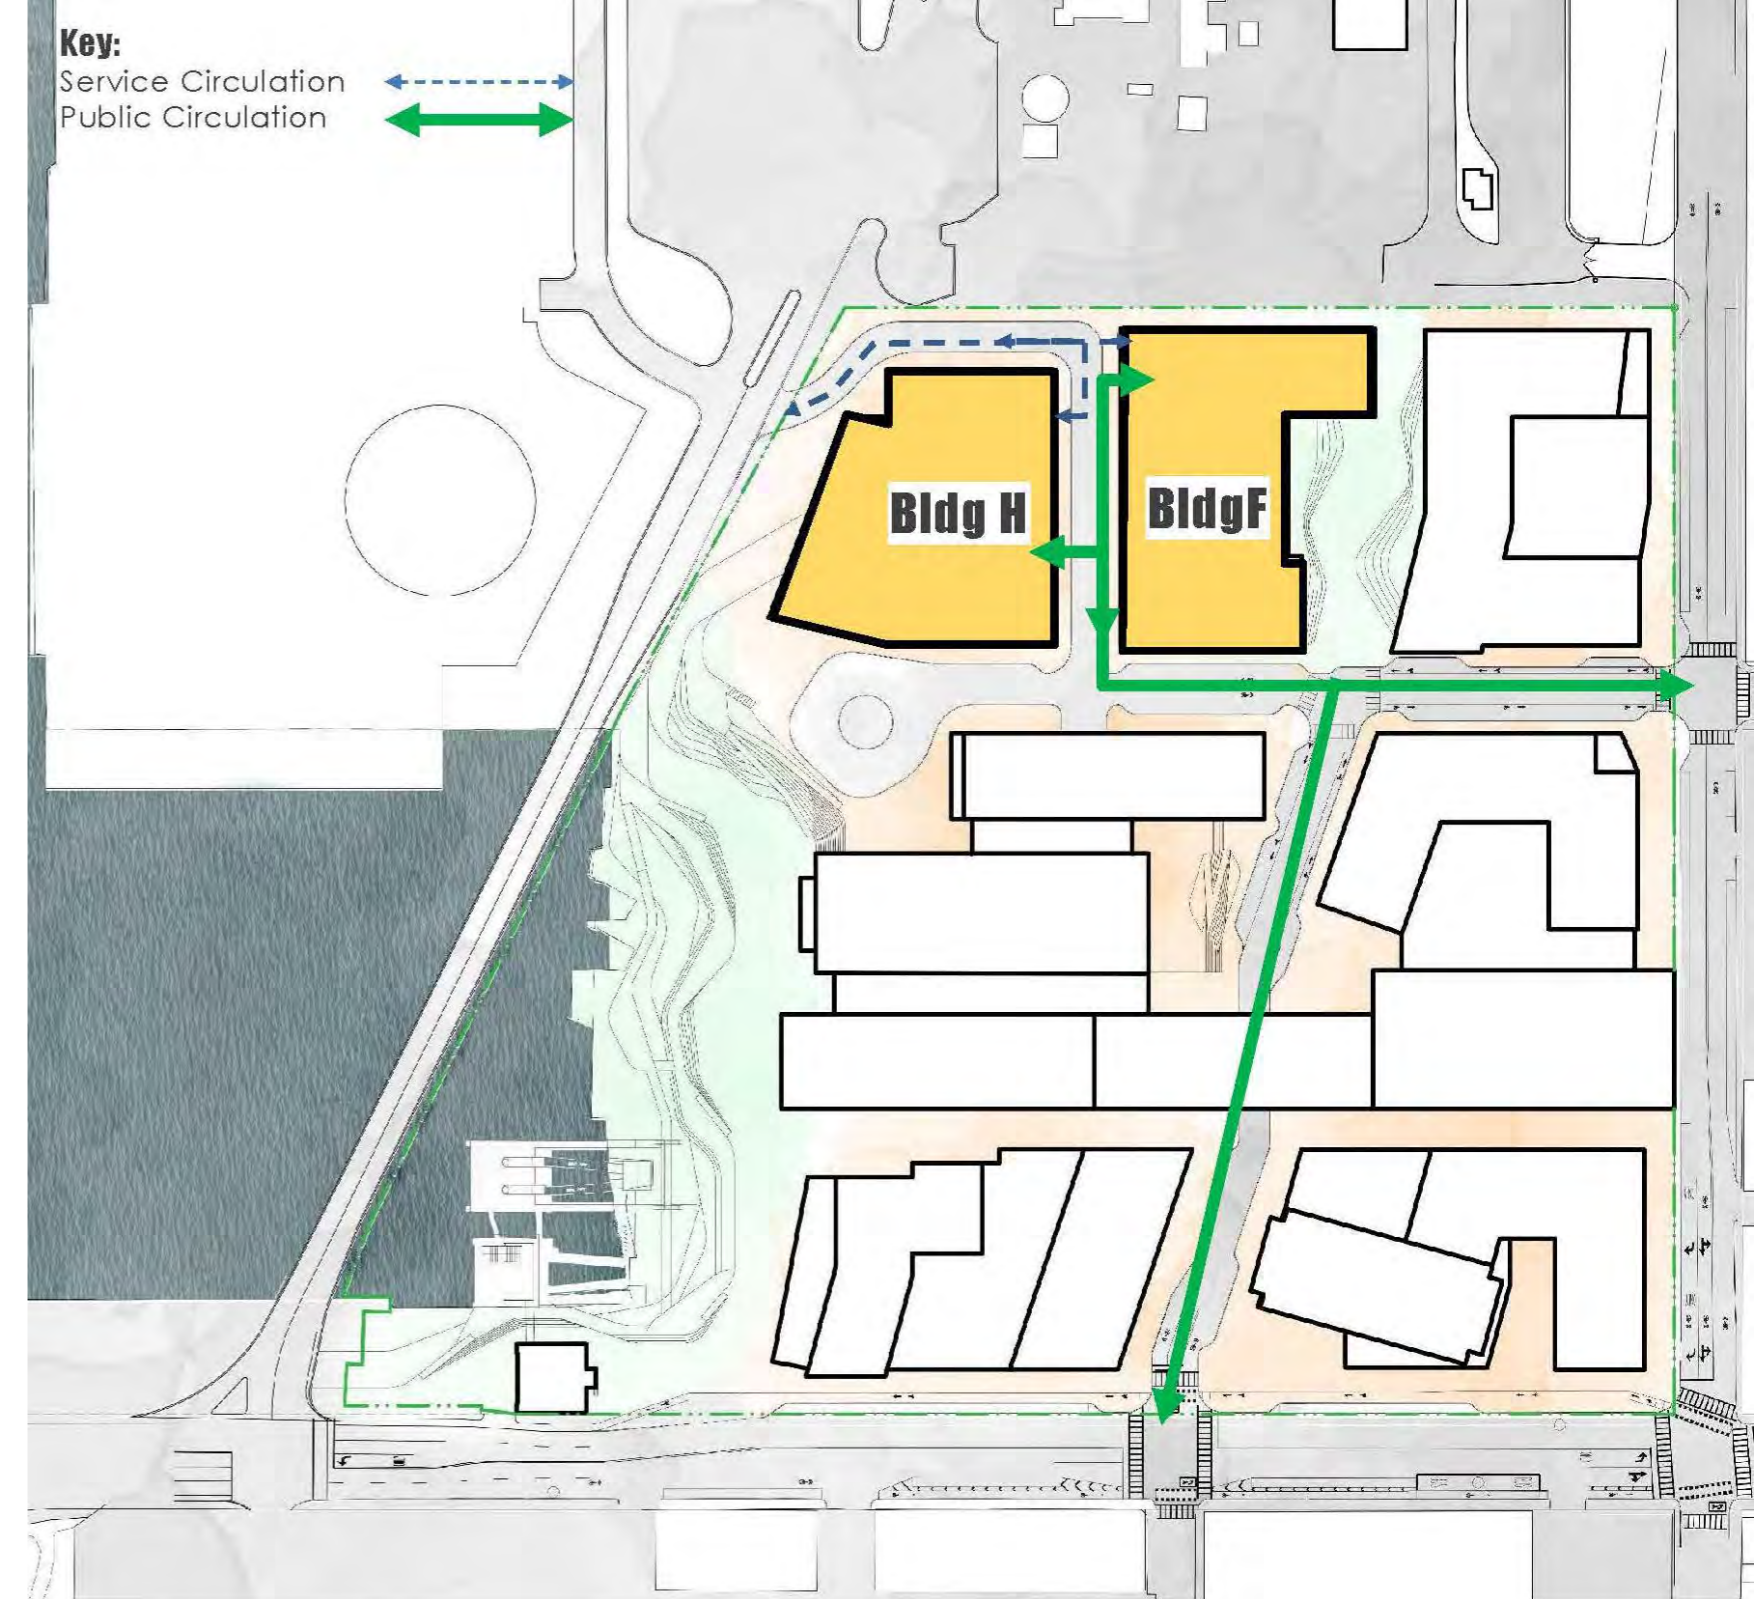 Key:
Service Circulation
Public Circulation
Bldg H
BldgF